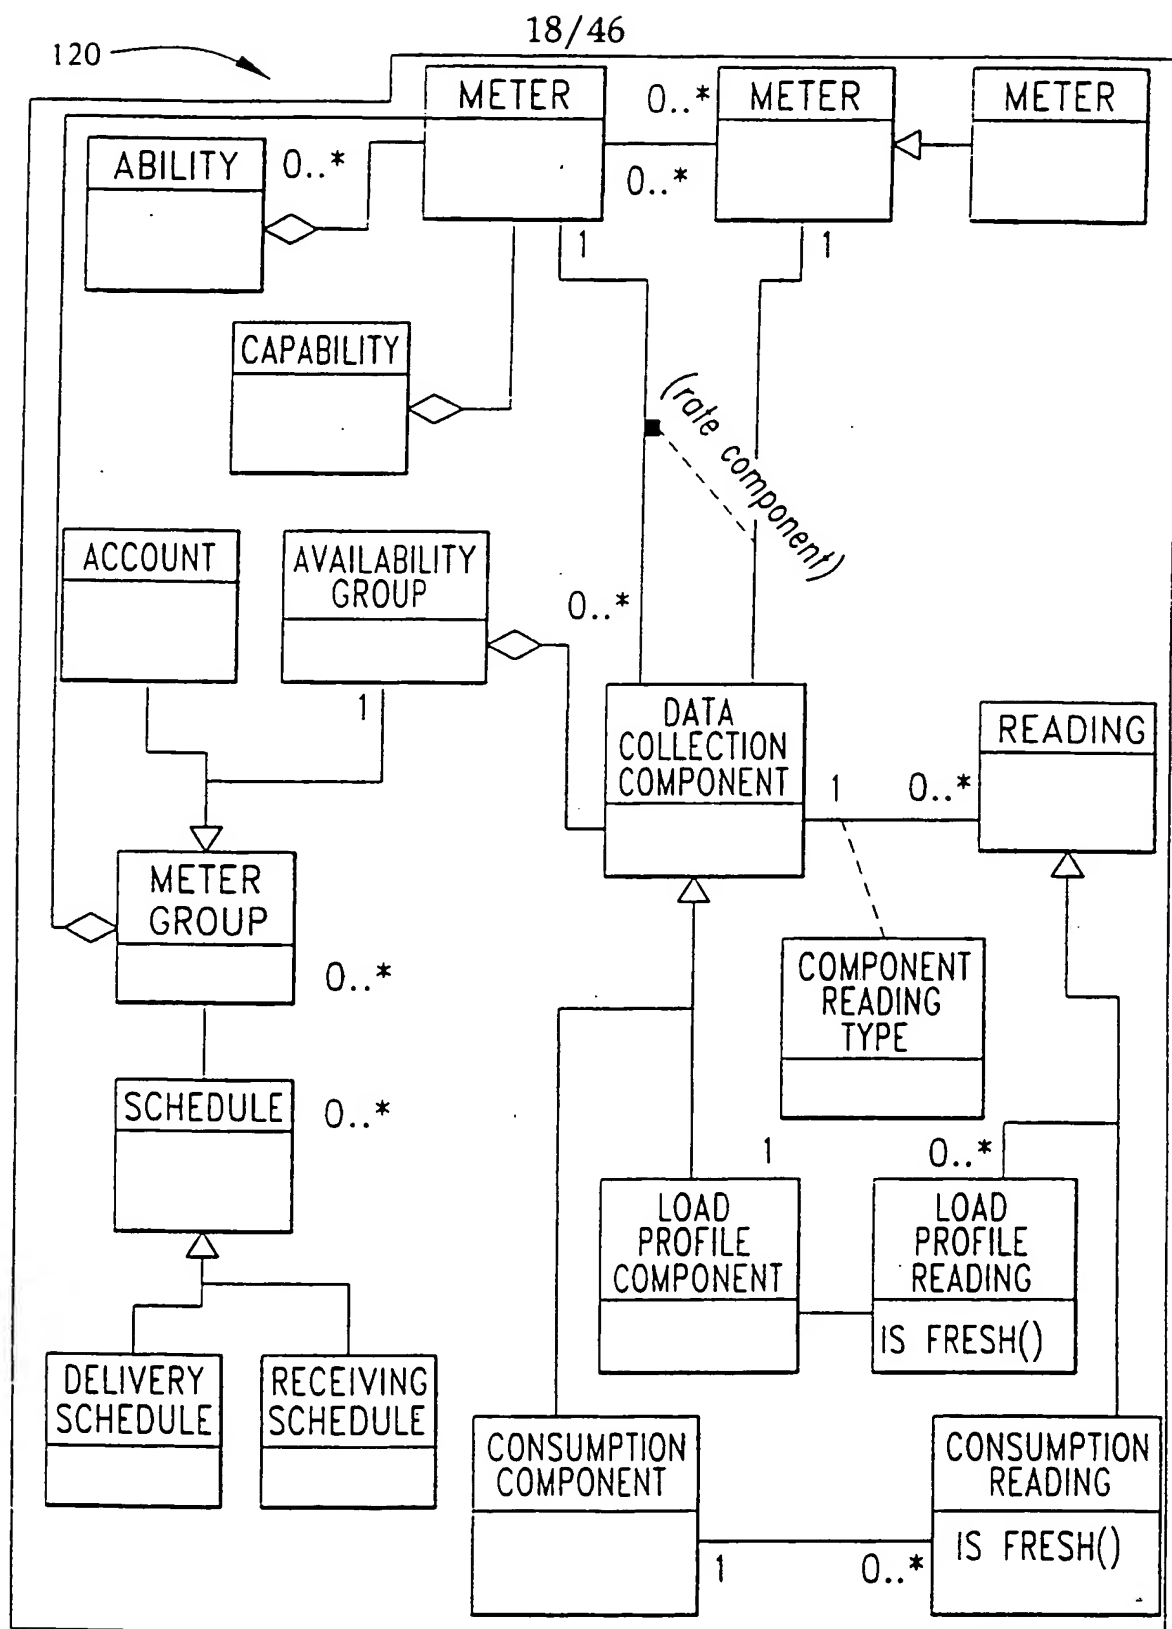 18/46
120
METER
0..*
METER
METER
ABILITY
0..*
0..*
1
1
CAPABILITY
(rate component)
ACCOUNT
AVAILABILITY
GROUP
0..*
1
DATA
COLLECTION
COMPONENT
READING
1
0..*
METER
GROUP
0..*
COMPONENT
READING
TYPE
SCHEDULE
0..*
1
0..*
LOAD
PROFILE
COMPONENT
LOAD
PROFILE
READING
IS FRESH()
DELIVERY
SCHEDULE
RECEIVING
SCHEDULE
CONSUMPTION
COMPONENT
CONSUMPTION
READING
IS FRESH()
1
0..*